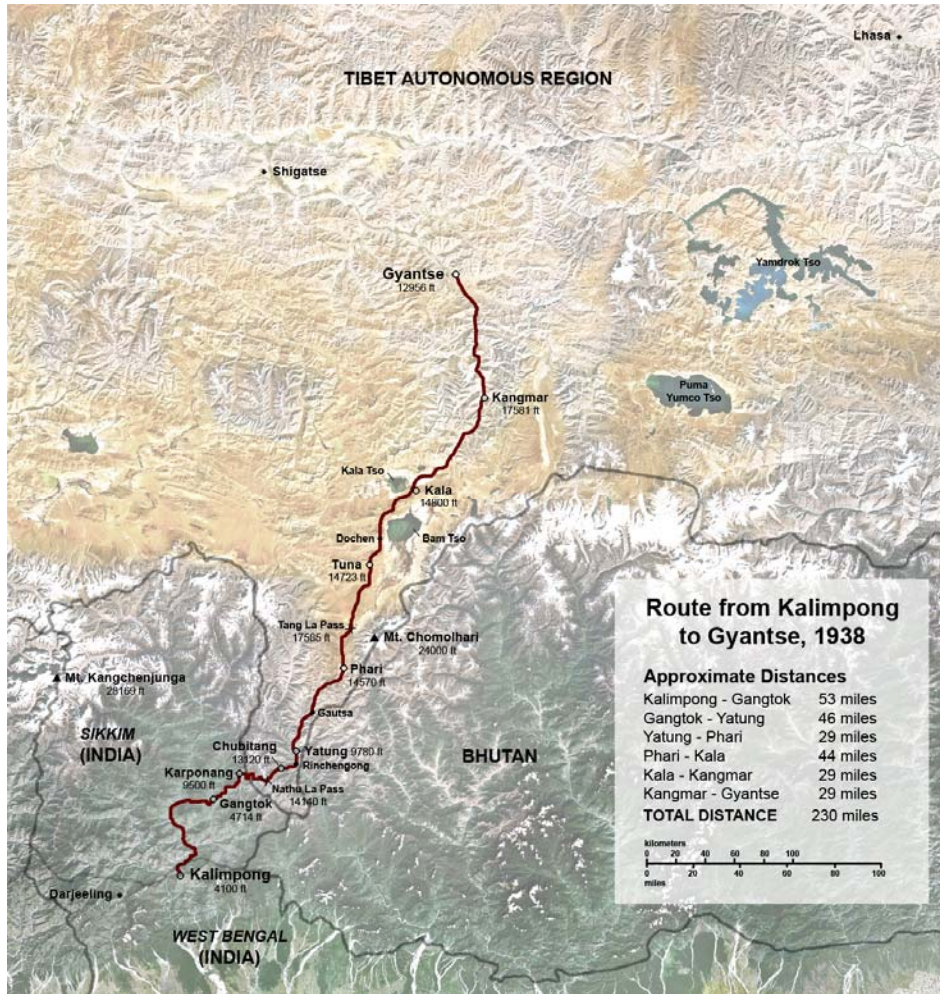 Lhasa
TIBET AUTONOMOUS REGION
Shigatse
Gyantse
12956 ft
Yamdrok Tso
Kangmar
17581 ft
Puma
Yumco Tso
Kala Tso
Kala
14800 ft
Dochen
Bam Tso
Tuna
14723 ft
Tang La Pass
17585 ft
Mt. Chomolhari
24000 ft
Phari
14570 ft
Mt. Kangchenjunga
28169 ft
Gautsa
SIKKIM
(INDIA)
Chubitang
13120 ft
Yatung 9780 ft
Rinchengong
BHUTAN
Karponang
9500 ft
Nathu La Pass
14140 ft
Gangtok
4714 ft
Kalimpong
4100 ft
Darjeeling
WEST BENGAL
(INDIA)
Route from Kalimpong
to Gyantse, 1938
Approximate Distances
Kalimpong - Gangtok 53 miles
Gangtok - Yatung 46 miles
Yatung - Phari 29 miles
Phari - Kala 44 miles
Kala - Kangmar 29 miles
Kangmar - Gyantse 29 miles
TOTAL DISTANCE 230 miles
kilometers
0 20 40 60 80 100
0 20 40 60 80 100
miles